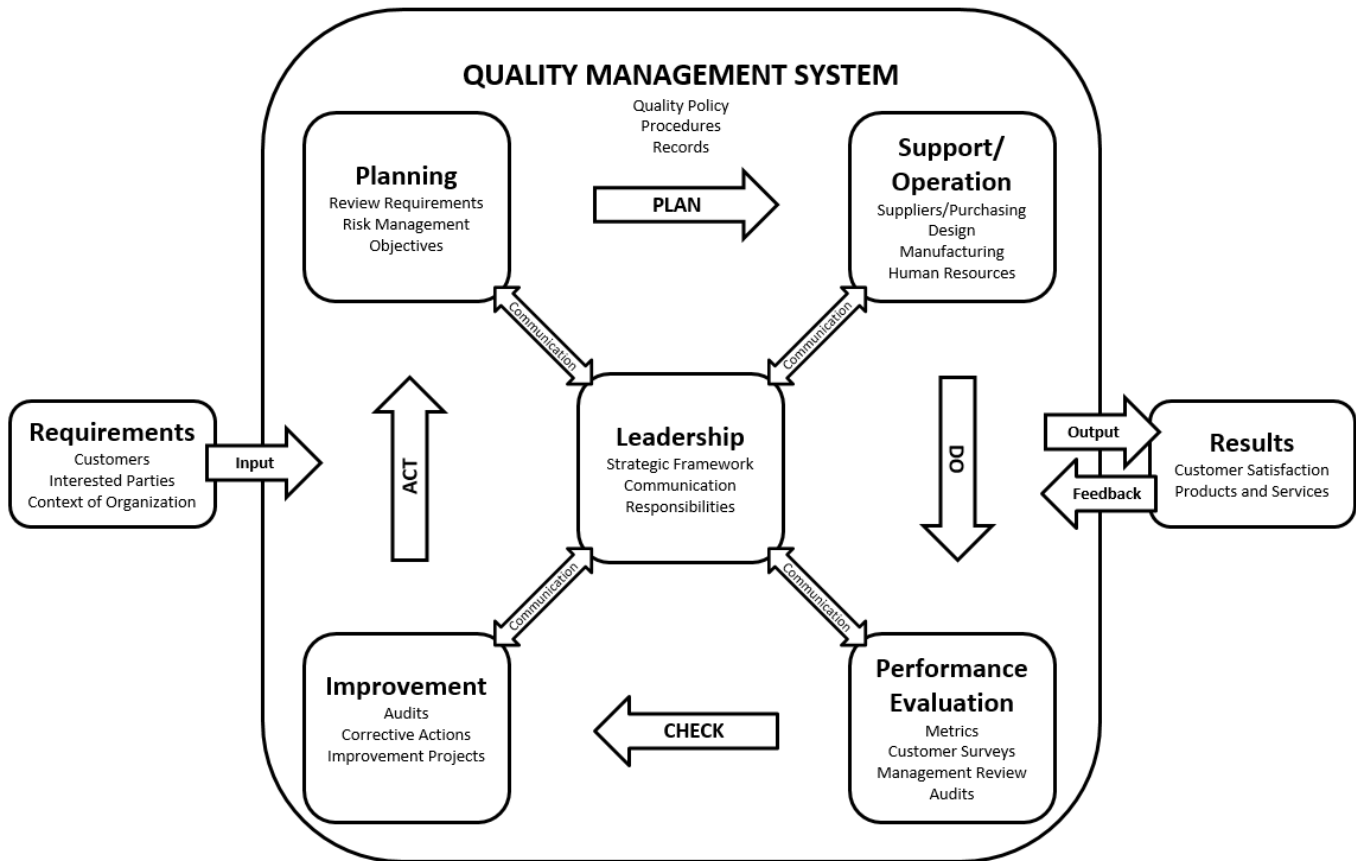 QUALITY MANAGEMENT SYSTEM
Quality Policy
Procedures
Records
Planning
Review Requirements
Risk Management
Objectives
PLAN
Support/
Operation
Suppliers/Purchasing
Design
Manufacturing
Human Resources
Communication
Communication
Requirements
Customers
Interested Parties
Context of Organization
Input
ACT
Leadership
Strategic Framework
Communication
Responsibilities
DO
Output
Feedback
Results
Customer Satisfaction
Products and Services
Communication
Communication
Improvement
Audits
Corrective Actions
Improvement Projects
CHECK
Performance
Evaluation
Metrics
Customer Surveys
Management Review
Audits